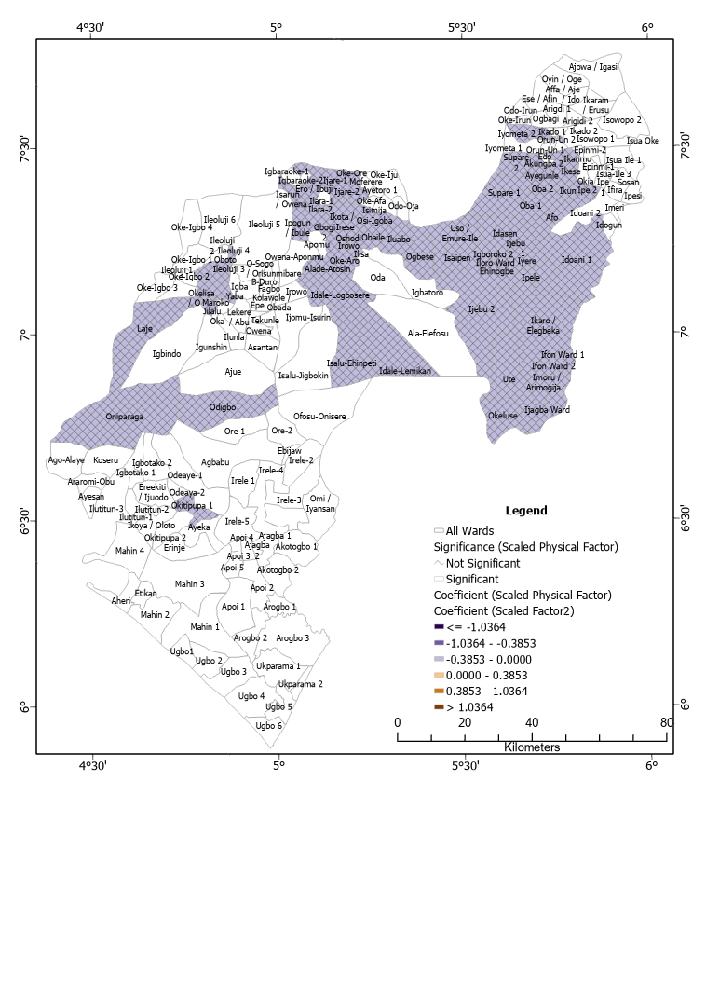 4°30' 5° 5°30' 6°
Ajowa / Igasi
Oyin / Oge
Affa / Aje
Ese / Afin / Ido Ikaram
Odo-Irun Arigdi 1 / Erusu
Oke-Irun Ogbagi Arigidi 2 Isowopo 2
7°30' 7°30'
Iyometa 2 Ikado 1 Ikado 2
Orun-Un 2 Isowopo 1 Isua Oke
Iyometa 1 Orun-Un 1 Epinmi-2
Supare 2 Edo Ikanmu Isua Ile 1
Akungba 2 Epinmi-1
Ayegunle Ikese Isua-Ile 3
Okia Ipe Sosan
Supare 1 Oba 2 Ikun Ipe 2 1 Ifira
Ipesi
Oba 1 Imeri
Afo Idoani 2
Idogun
Igbaraoke-1 Oke-Ore Oke-Iju
Igbaraoke-2 Ijare-1 Moferere
Ero / Ibuji Ijare-2 Ayetoro 1
Isarun / Owena Ilara-1 Oke-Afa
Ilara-2 Isimija Odo-Oja
Ileoluji 6 Ikota / Osi-Igoba
Oke-Igbo 4 Ileoluji 5 Ipogun / Ibule Gbogi Irese
2 Oshodi Obaile Iluabo
Uso / Emure-Ile Idasen
Ijebu
Ileoluji 2 Ileoluji 4 Apomu Irowo
Oke-Igbo 1 Oboto Owena-Aponmu Oke-Aro Ilisa
Ogbese Isaipen Igboroko 2 1
Iloro Ward Iyere Idoani 1
Ehinogbe
Ipele
Ileoluji 1 Ileoluji 3 O-Sogo / Orisunmibare Alade-Atosin
Oke-Igbo 2 B-Duro Oda
Oke-Igbo 3 Igba Fagbo Irowo
Okelisa / O Maroko Yaba Kolawole / Epe Obada Idale-Logbosere Igbatoro
Jilalu Lekere Ijomu-Isurin Ijebu 2
Oka / Abu Tekunle Ikaro / Elegbeka
7° 7°
Laje Owena Ala-Elefosu
Ilunla
Igbindo Igunshin Asantan Ifon Ward 1
Isalu-Ehinpeti Ifon Ward 2
Ajue Isalu-Jigbokin Idale-Lemikan
Ute Imoru / Arimogija
Odigbo
Oniparaga Ofosu-Onisere Okeluse Ijagba Ward
Ore-1 Ore-2
Ebijaw
Ago-Alaye Koseru Igbotako 2 Agbabu Irele-2
Igbotako 1 Odeaye-1 Irele-4
Araromi-Obu Irele 1
Ayesan Ereekiti / Ijuodo Odeaya-2
Ilutitun-3 Ilutitun-2 Okitipupa 1 Irele-3 Omi / Iyansan
6°30' 6°30'
Ilutitun-1 Irele-5
Ikoya / Oloto Ayeka
Okitipupa 2 Apoi 4 Ajagba 1
Mahin 4 Erinje Ajagba 2 Akotogbo 1
Apoi 3
Apoi 5 Akotogbo 2
Mahin 3 Apoi 2
Etikan
Aheri Apoi 1 Arogbo 1
Mahin 2
Mahin 1 Arogbo 2 Arogbo 3
Ugbo1
Ugbo 2 Ukparama 1
Ugbo 3
Ukparama 2
Ugbo 4
6° 6°
Ugbo 5
Ugbo 6
Legend
All Wards
Significance (Scaled Physical Factor)
Not Significant
Significant
Coefficient (Scaled Physical Factor)
Coefficient (Scaled Factor2)
<= -1.0364
-1.0364 - -0.3853
-0.3853 - 0.0000
0.0000 - 0.3853
0.3853 - 1.0364
> 1.0364
0 20 40 80
Kilometers
4°30' 5° 5°30' 6°